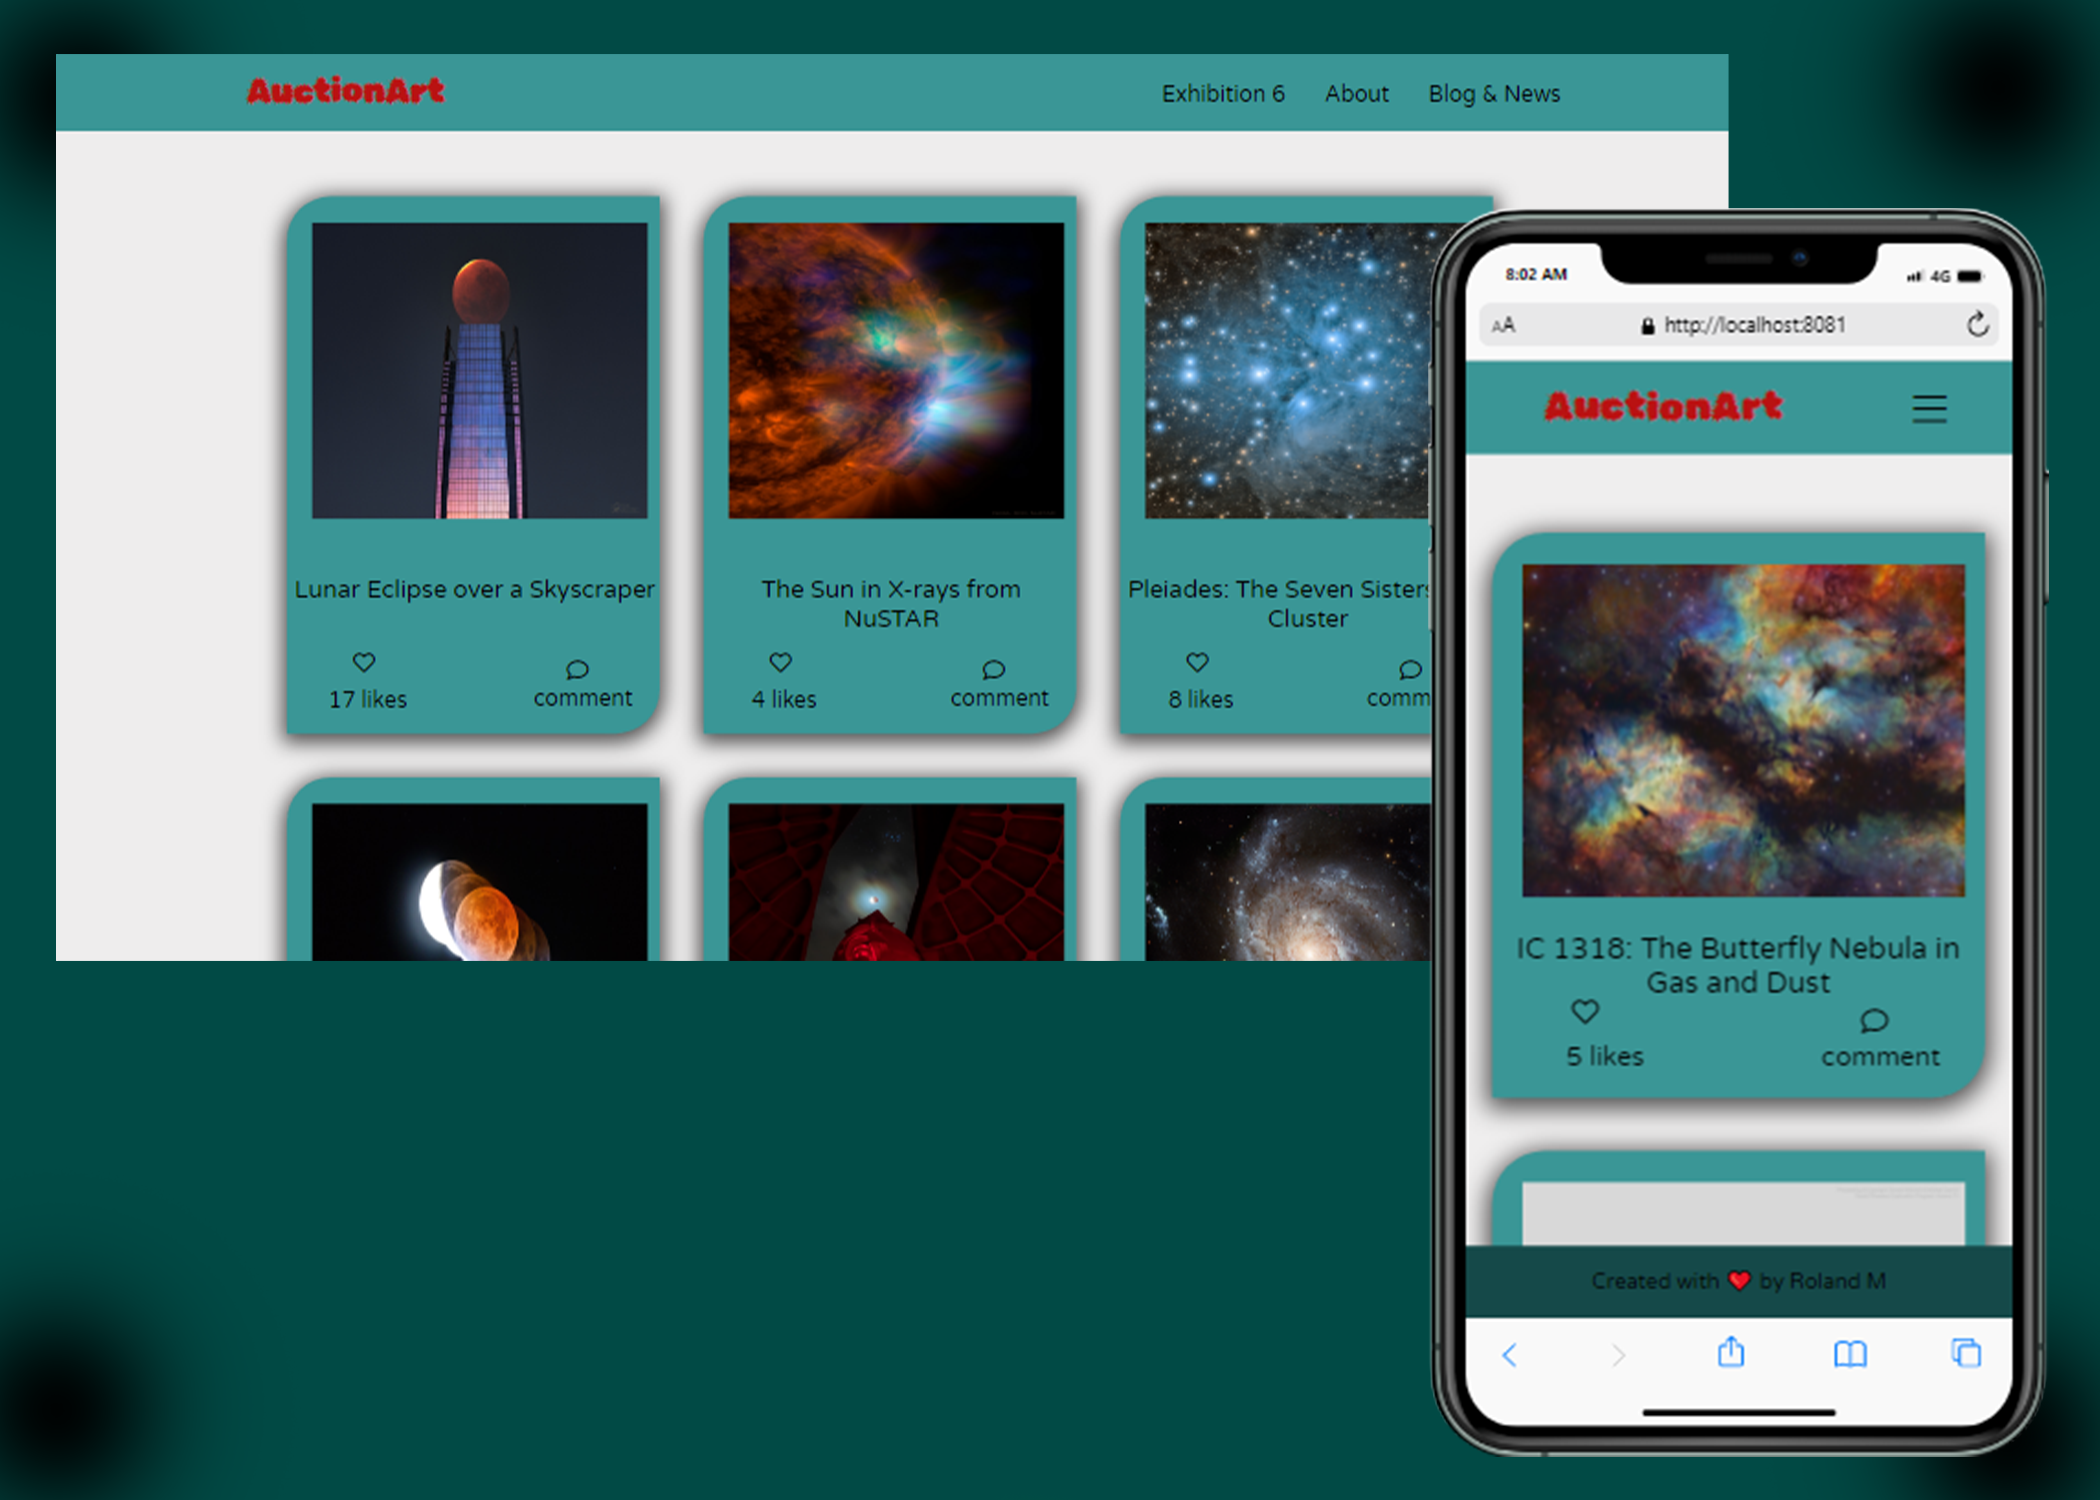 AuctionArt
Exhibition 6 About Blog & News
Lunar Eclipse over a Skyscraper
17 likes
comment
The Sun in X-rays from
NuSTAR
4 likes
comment
Pleiades: The Seven Sisters
Cluster
8 likes
comm
8:02 AM
4G
AA
http://localhost:8081
AuctionArt
IC 1318: The Butterfly Nebula in
Gas and Dust
5 likes
comment
Created with ❤ by Roland M